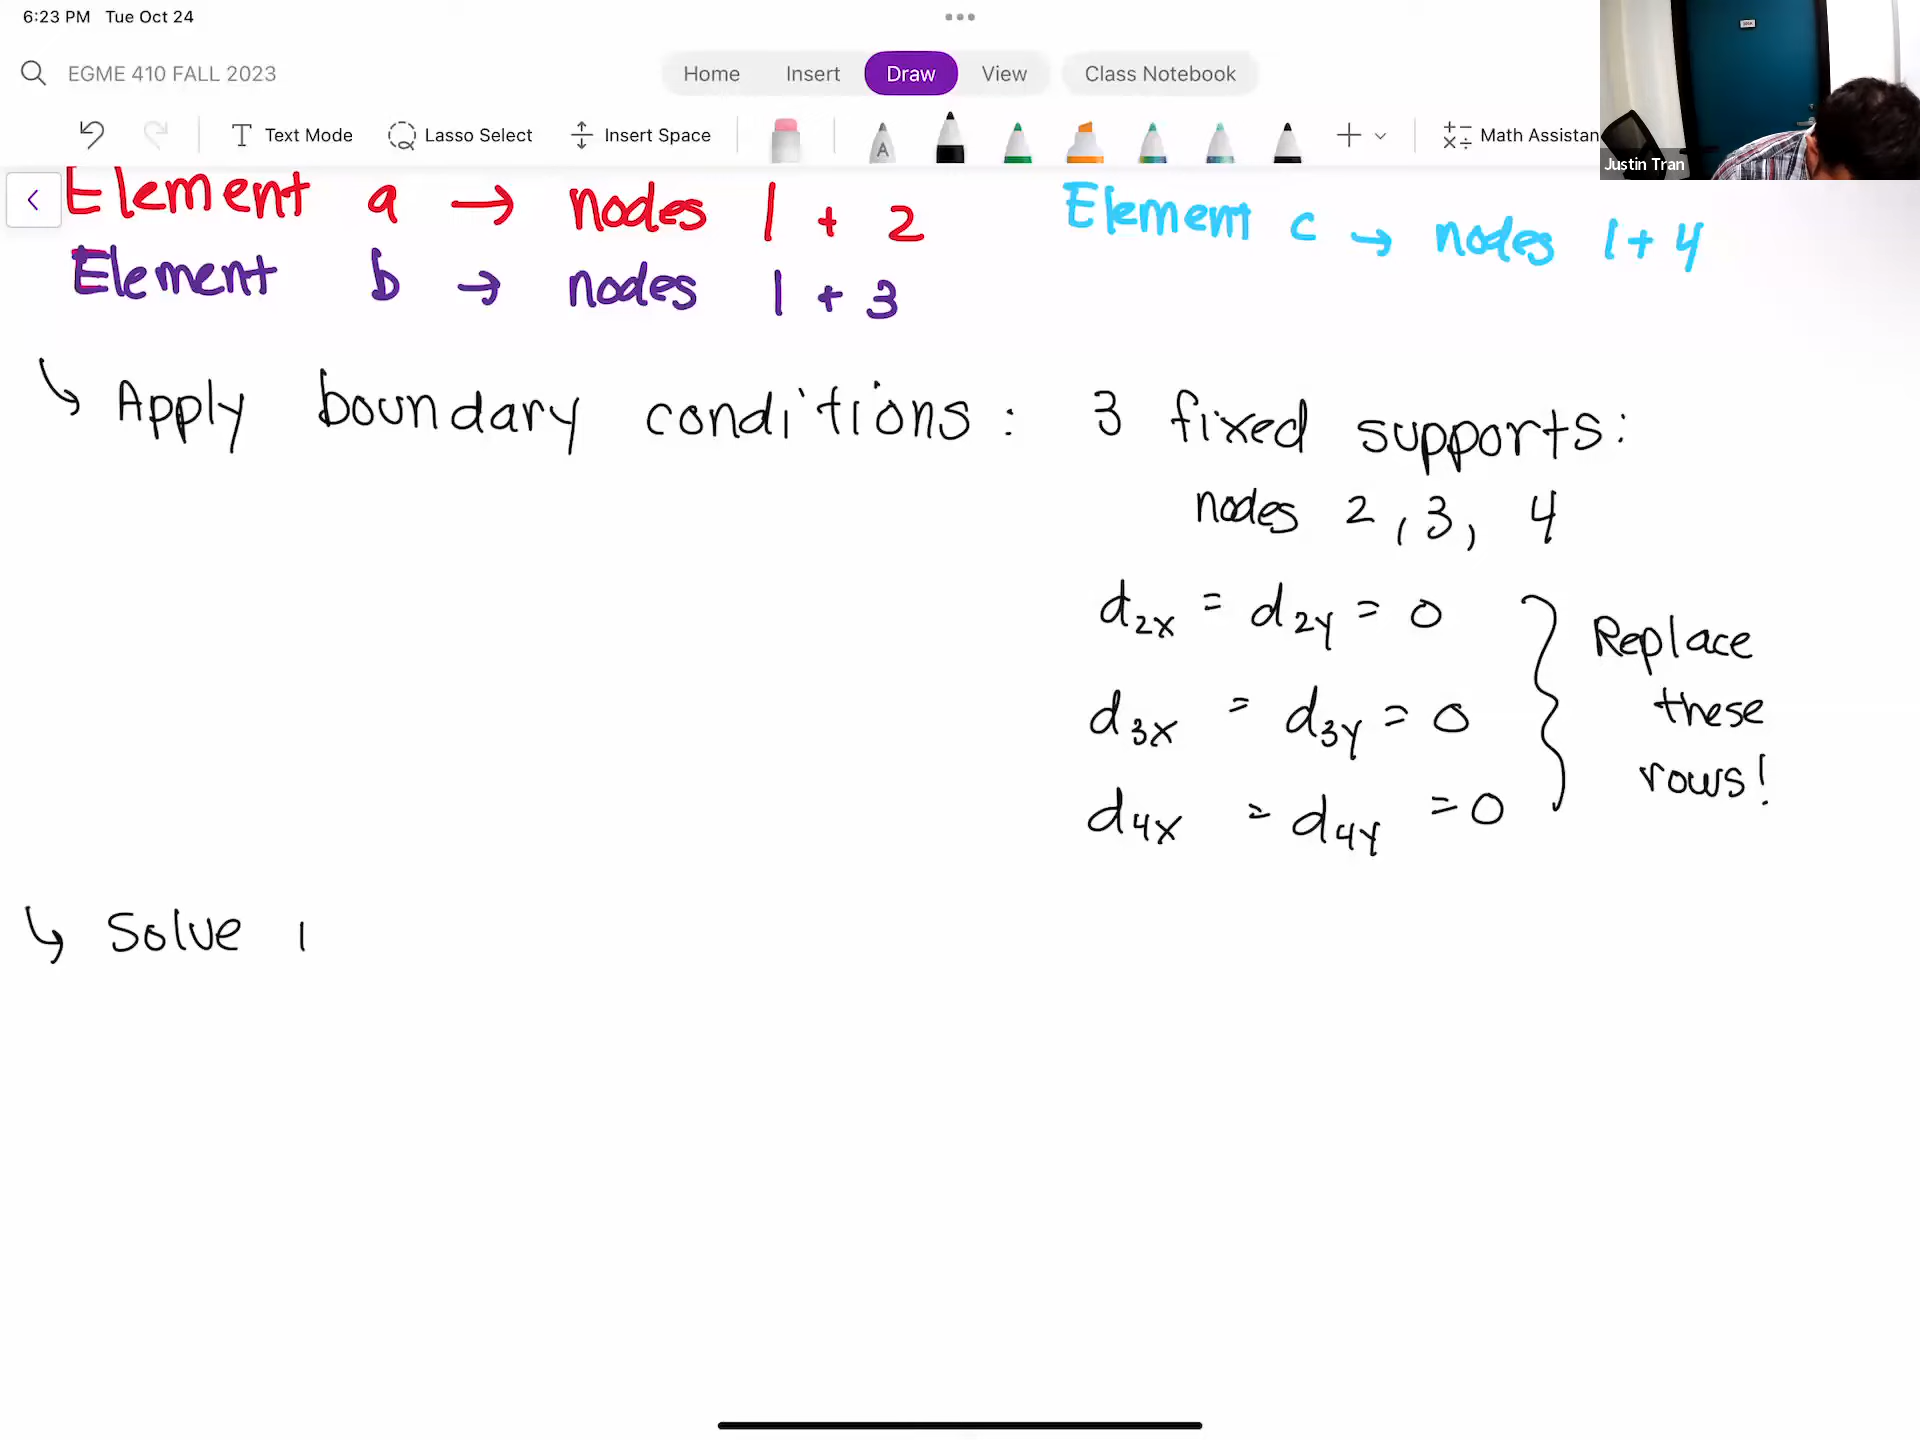 6:23 PM Tue Oct 24
EGME 410 FALL 2023
Home Insert Draw View Class Notebook
Text Mode Lasso Select Insert Space A Math Assistan
Justin Tran
Element a → nodes 1 + 2
Element b → nodes 1 + 3
Element c → nodes 1 + 4
↳ Apply boundary conditions : 3 fixed supports:
nodes 2, 3, 4
d2x = d2y = 0
d3x = d3y = 0
d4x = d4y = 0
Replace
these
rows!
↳ Solve